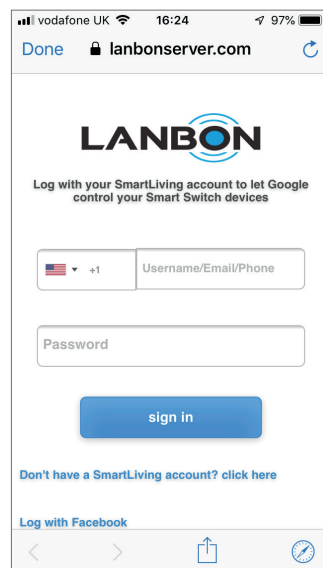 vodafone UK 16:24 97%
Done lanbonserver.com
LANBON
Log with your SmartLiving account to let Google
control your Smart Switch devices
+1 Username/Email/Phone
Password
sign in
Don't have a SmartLiving account? click here
Log with Facebook